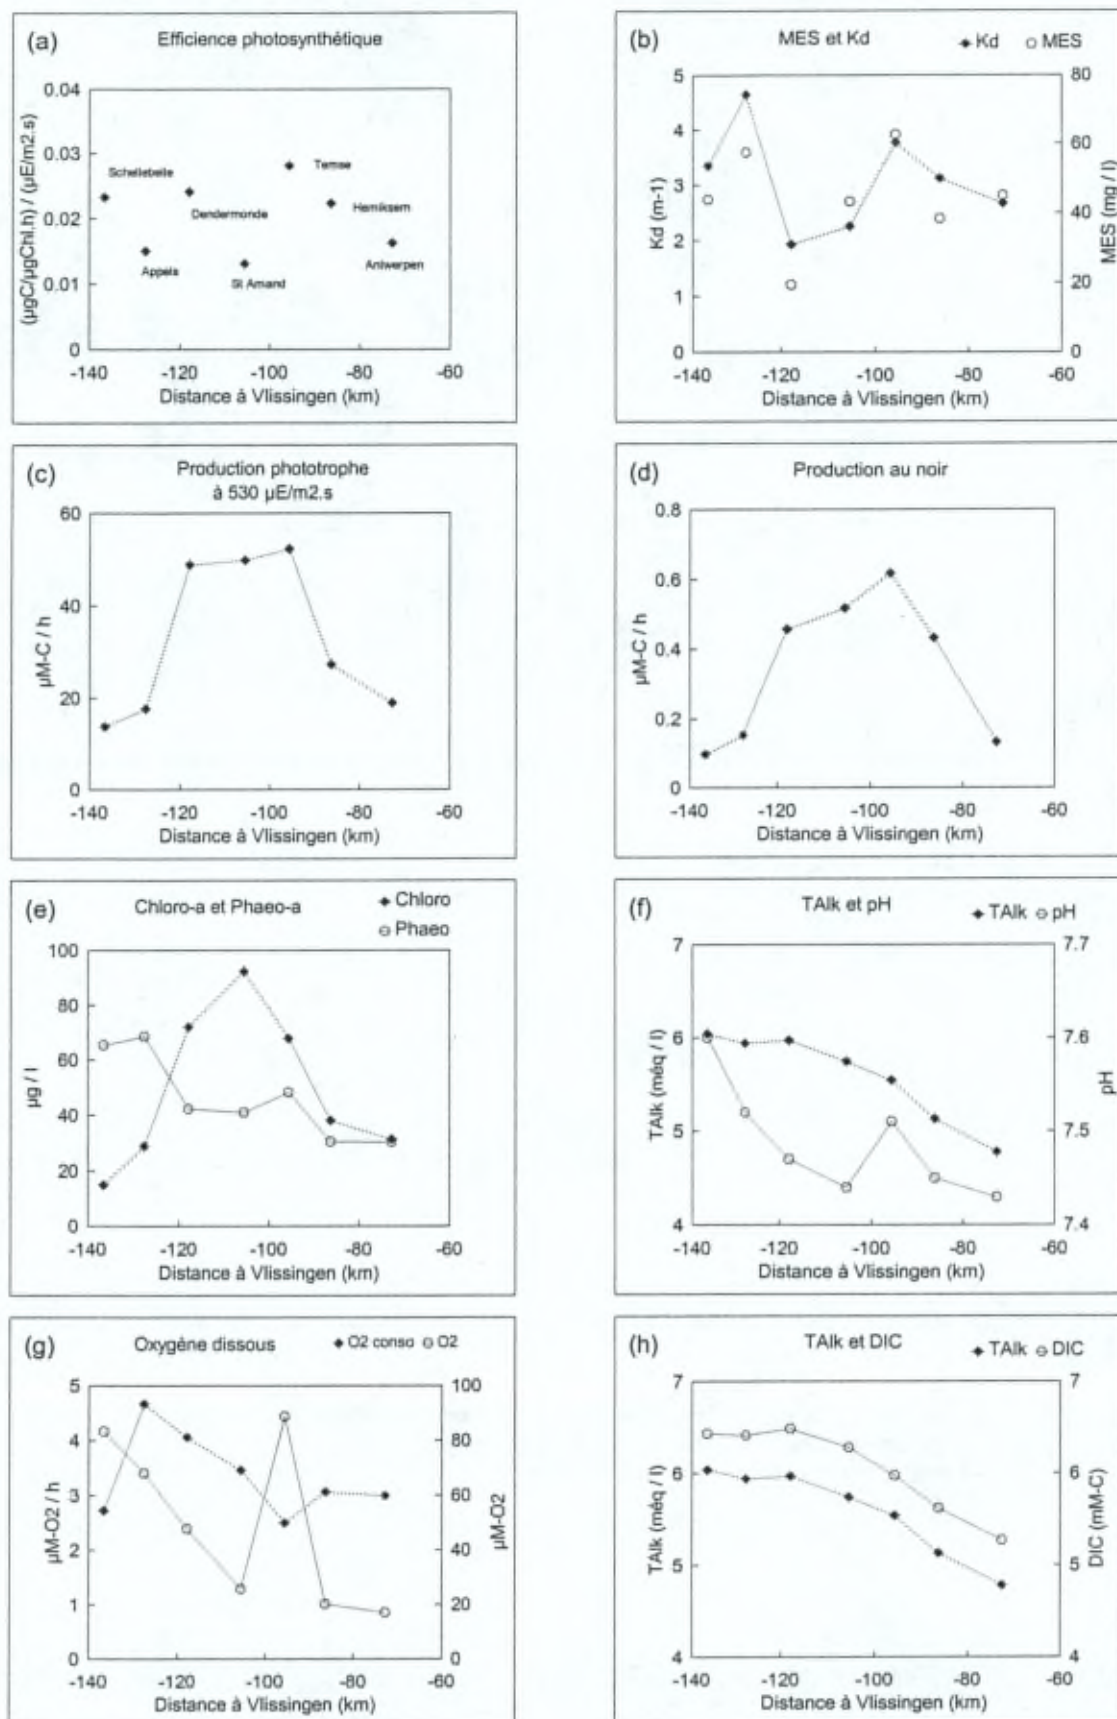 (a) Efficience photosynthétique
(µgC/µgChl.h) / (µE/m2.s)
0.04
0.03
0.02
0.01
0
Schellebelle
Temse
Dendermonde
Hemiksem
Appels
St Amand
Antwerpen
-140 -120 -100 -80 -60
Distance à Vlissingen (km)
(b) MES et Kd
Kd MES
Kd (m-1)
5
4
3
2
1
0
MES (mg / l)
80
60
40
20
0
-140 -120 -100 -80 -60
Distance à Vlissingen (km)
(c) Production phototrophe
à 530 µE/m2.s
µM-C / h
60
40
20
0
-140 -120 -100 -80 -60
Distance à Vlissingen (km)
(d) Production au noir
µM-C / h
0.8
0.6
0.4
0.2
0
-140 -120 -100 -80 -60
Distance à Vlissingen (km)
(e) Chloro-a et Phaeo-a
Chloro
Phaeo
µg / l
100
80
60
40
20
0
-140 -120 -100 -80 -60
Distance à Vlissingen (km)
(f) TAlk et pH
TAlk pH
TAlk (méq / l)
7
6
5
4
pH
7.7
7.6
7.5
7.4
-140 -120 -100 -80 -60
Distance à Vlissingen (km)
(g) Oxygène dissous
O2 conso O2
µM-O2 / h
5
4
3
2
1
0
µM-O2
100
80
60
40
20
0
-140 -120 -100 -80 -60
Distance à Vlissingen (km)
(h) TAlk et DIC
TAlk DIC
TAlk (méq / l)
7
6
5
4
DIC (mM-C)
7
6
5
4
-140 -120 -100 -80 -60
Distance à Vlissingen (km)